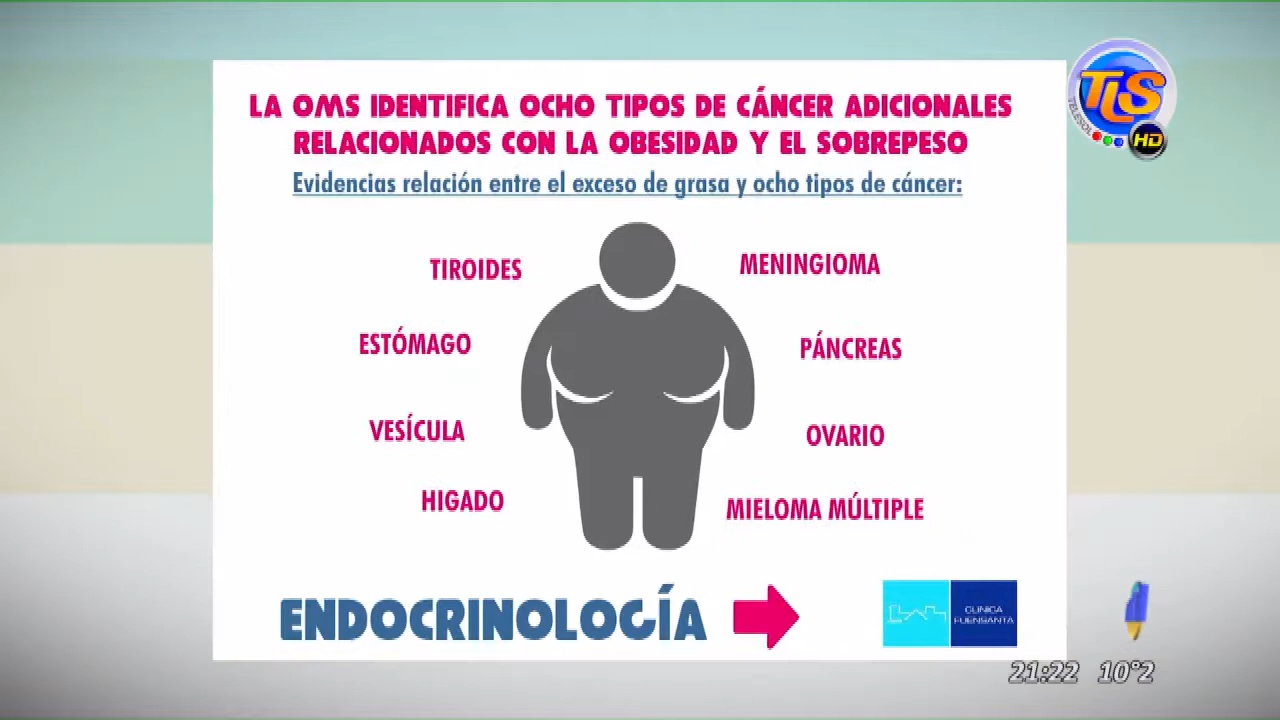 LA OMS IDENTIFICA OCHO TIPOS DE CÁNCER ADICIONALES
RELACIONADOS CON LA OBESIDAD Y EL SOBREPESO
Evidencias relación entre el exceso de grasa y ocho tipos de cáncer:
TIROIDES
MENINGIOMA
ESTÓMAGO
PÁNCREAS
VESÍCULA
OVARIO
HIGADO
MIELOMA MÚLTIPLE
ENDOCRINOLOGÍA
CLINICA
FUENSANTA
TLS
TELESOL
HD
21:22 10°2